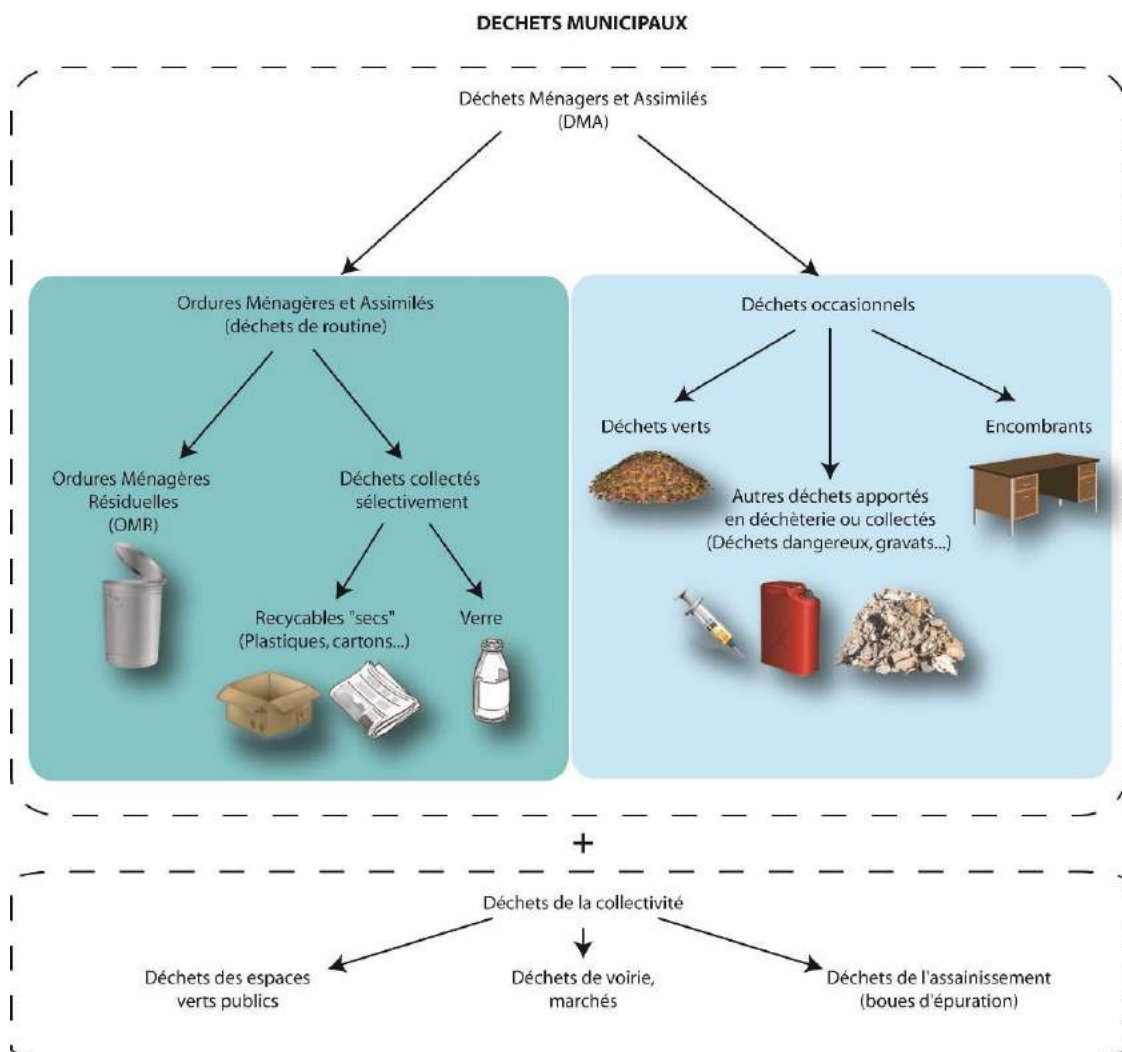 DECHETS MUNICIPAUX
Déchets Ménagers et Assimilés
(DMA)
Ordures Ménagères et Assimilés
(déchets de routine)
Déchets occasionnels
Déchets verts
Encombrants
Ordures Ménagères
Résiduelles
(OMR)
Déchets collectés
sélectivement
Autres déchets apportés
en déchèterie ou collectés
(Déchets dangereux, gravats...)
Recycables "secs"
(Plastiques, cartons...)
Verre
+
Déchets de la collectivité
Déchets des espaces
verts publics
Déchets de voirie,
marchés
Déchets de l'assainissement
(boues d'épuration)